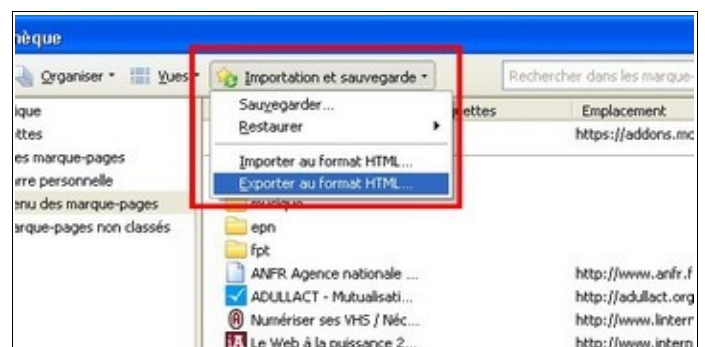 hèque
Organiser Vues Importation et sauvegarde Rechercher dans les marque-
ique Sauvegarder... ettes Emplacement
ttes Restaurer https://addons.mo
es marque-pages
rre personnelle Importer au format HTML...
enu des marque-pages Exporter au format HTML...
arque-pages non classés epn
fpt
ANFR Agence nationale ... http://www.anfr.f
ADULLACT - Mutualisati... http://adullact.org
Numériser ses VHS / Néc... http://www.lintern
Le Web à la puissance 2... http://www.intern